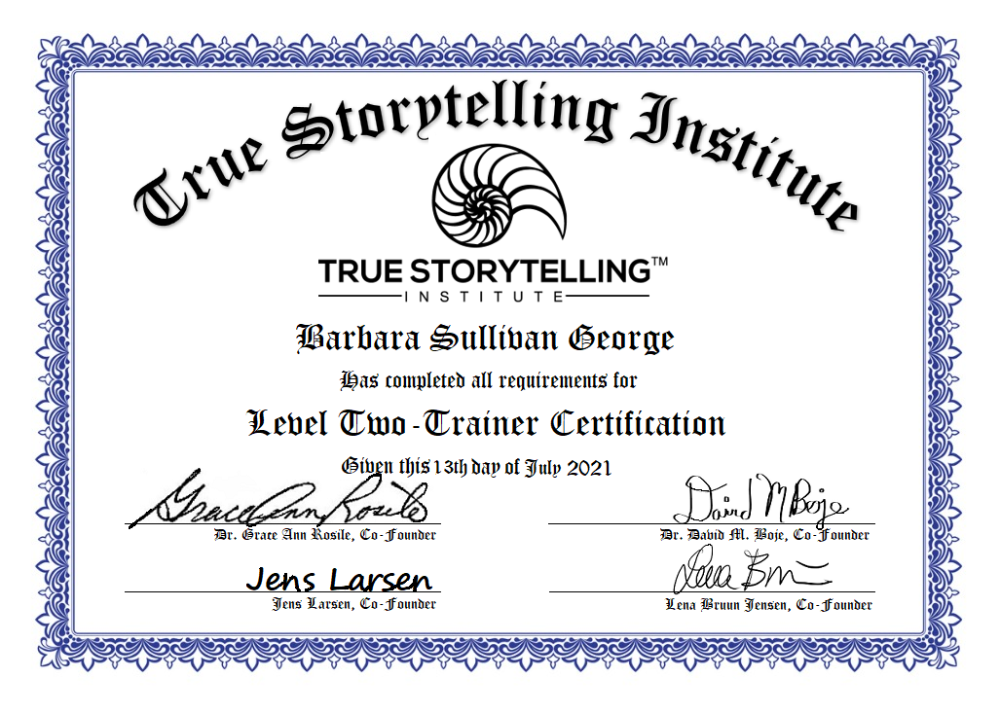 True Storytelling Institute
TRUE STORYTELLING™
INSTITUTE
Barbara Sullivan George
Has completed all requirements for
Level Two-Trainer Certification
Given this 13th day of July 2021
Grace Ann Rosile
David M Boje
Dr. Grace Ann Rosile, Co-Founder
Dr. David M. Boje, Co-Founder
Jens Larsen
Jens Larsen, Co-Founder
Lena Bruun Jensen, Co-Founder